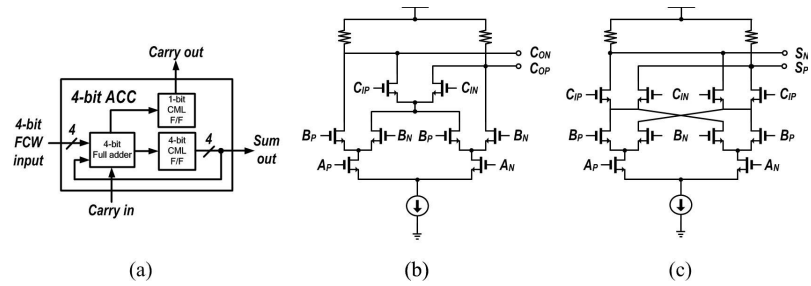 Carry out
4-bit ACC
1-bit
CML
F/F
4-bit
FCW
input
4
4-bit
Full adder
4-bit
CML
F/F
4
Sum
out
Carry in
(a)
C_ON
C_OP
C_IP C_IN
B_P B_N B_P B_N
A_P A_N
(b)
S_N
S_P
C_IP C_IN C_IP
B_P B_N B_P
A_P A_N
(c)